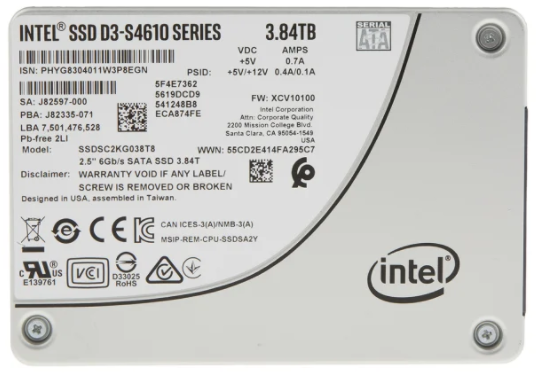 INTEL® SSD D3-S4610 SERIES 3.84TB
SERIAL
ATA
VDC AMPS
+5V 0.7A
ISN: PHYG8304011W3P8EGN PSID: +5V/+12V 0.4A/0.1A
5F4E7362
5619DCD9
541248B8
ECA874FE
SA: J82597-000
PBA: J82335-071
LBA 7,501,476,528
Pb-free 2LI
FW: XCV10100
Intel Corporation
Attn: Corporate Quality
2200 Mission College Blvd.
Santa Clara, CA 95054-1549
USA
Model: SSDSC2KG038T8
WWN: 55CD2E414FA295C7
2.5" 6Gb/s SATA SSD 3.84T
Disclaimer: WARRANTY VOID IF ANY LABEL/
SCREW IS REMOVED OR BROKEN
Designed in USA, assembled in Taiwan.
CAN ICES-3(A)/NMB-3(A)
MSIP-REM-CPU-SSDSA2Y
E139761
VCI
D33025
RoHS
intel®